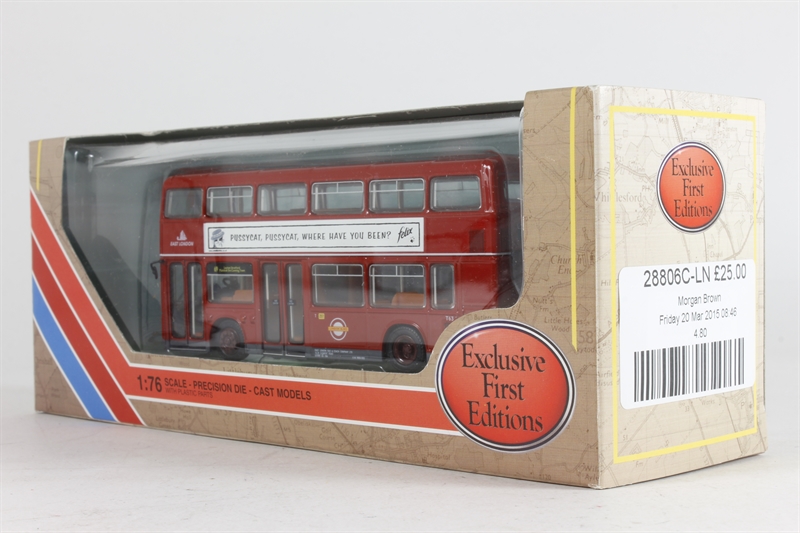 EAST LONDON
PUSSYCAT, PUSSYCAT, WHERE HAVE YOU BEEN? felix
1:76 SCALE - PRECISION DIE - CAST MODELS
WITH PLASTIC PARTS
Exclusive
First
Editions
Exclusive
First
Editions
28806C-LN £25.00
Morgan Brown
Friday 20 Mar 2015 08:46
4.80